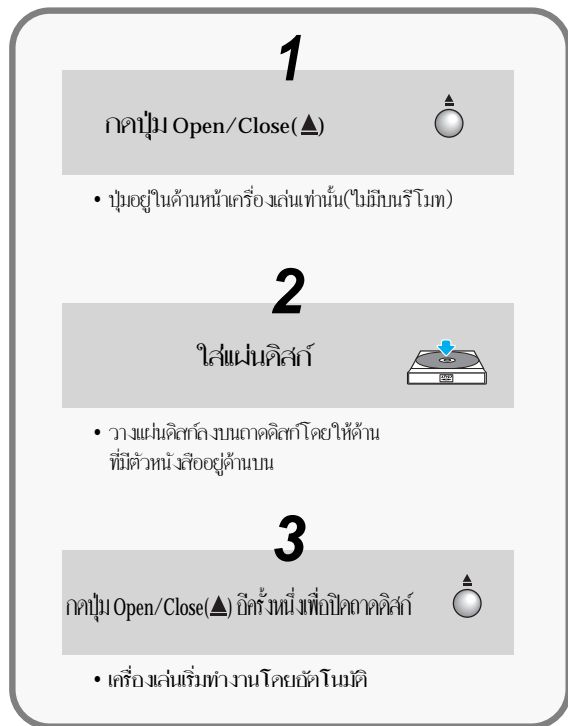 1
กดปุ่ม Open/Close(▲)
• ปุ่มอยู่ในด้านหน้าเครื่องเล่นเท่านั้น(ไม่มีบนรีโมท)
2
ใส่แผ่นดิสก์
• วางแผ่นดิสก์ลงบนถาดดิสก์โดยให้ด้าน
ที่มีตัวหนังสืออยู่ด้านบน
3
กดปุ่ม Open/Close(▲) อีครั้งหนึ่งเพื่อปิดถาดดิสก์
• เครื่องเล่นเริ่มทำงานโดยอัตโนมัติ